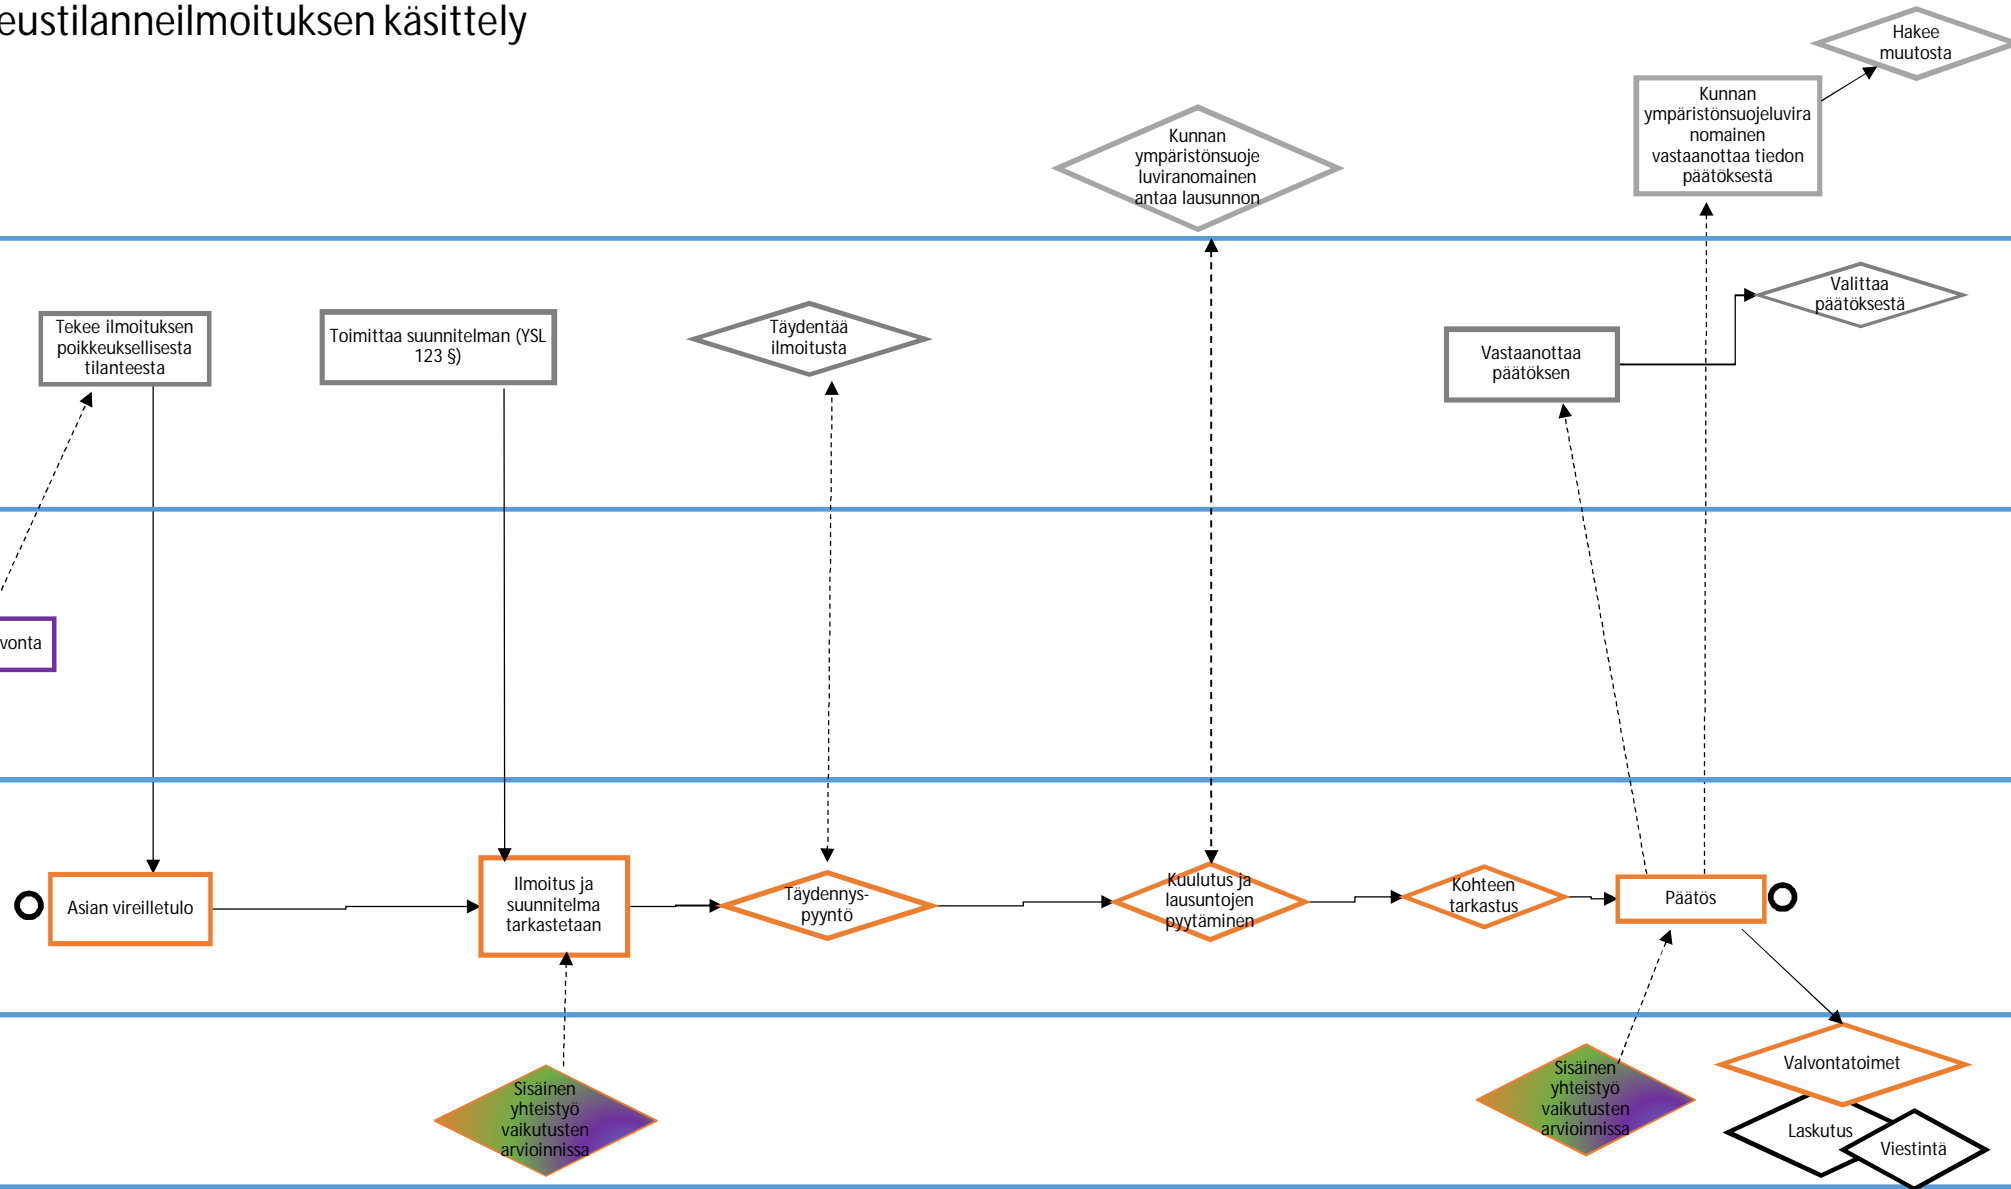 eustilanneilmoituksen käsittely
Hakee
muutosta
Kunnan
ympäristönsuojeluvira
nomainen
vastaanottaa tiedon
päätöksestä
Kunnan
ympäristönsuoje
luviranomainen
antaa lausunnon
Tekee ilmoituksen
poikkeuksellisesta
tilanteesta
Toimittaa suunnitelman (YSL
123 §)
Täydentää
ilmoitusta
Vastaanottaa
päätöksen
Valittaa
päätöksestä
vonta
Asian vireilletulo
Ilmoitus ja
suunnitelma
tarkastetaan
Täydennys-
pyyntö
Kuulutus ja
lausuntojen
pyytäminen
Kohteen
tarkastus
Päätös
Sisäinen
yhteistyö
vaikutusten
arvioinnissa
Sisäinen
yhteistyö
vaikutusten
arvioinnissa
Valvontatoimet
Laskutus
Viestintä